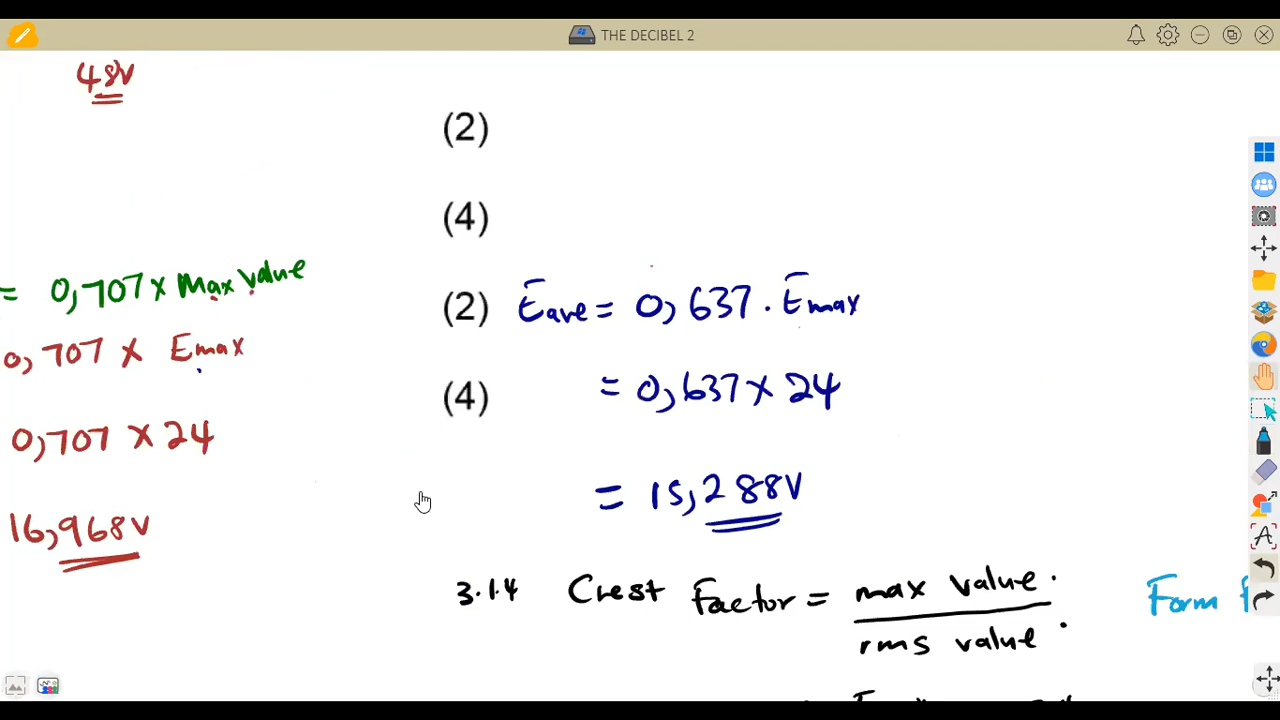 THE DECIBEL 2
48V
(2)
(4)
= 0,707 × Max Value
0,707 × Emax
0,707 × 24
16,968V
(2) Eave = 0,637 . Emax
(4) = 0,637 × 24
= 15,288V
3.1.4 Crest Factor = max value
rms value
Form